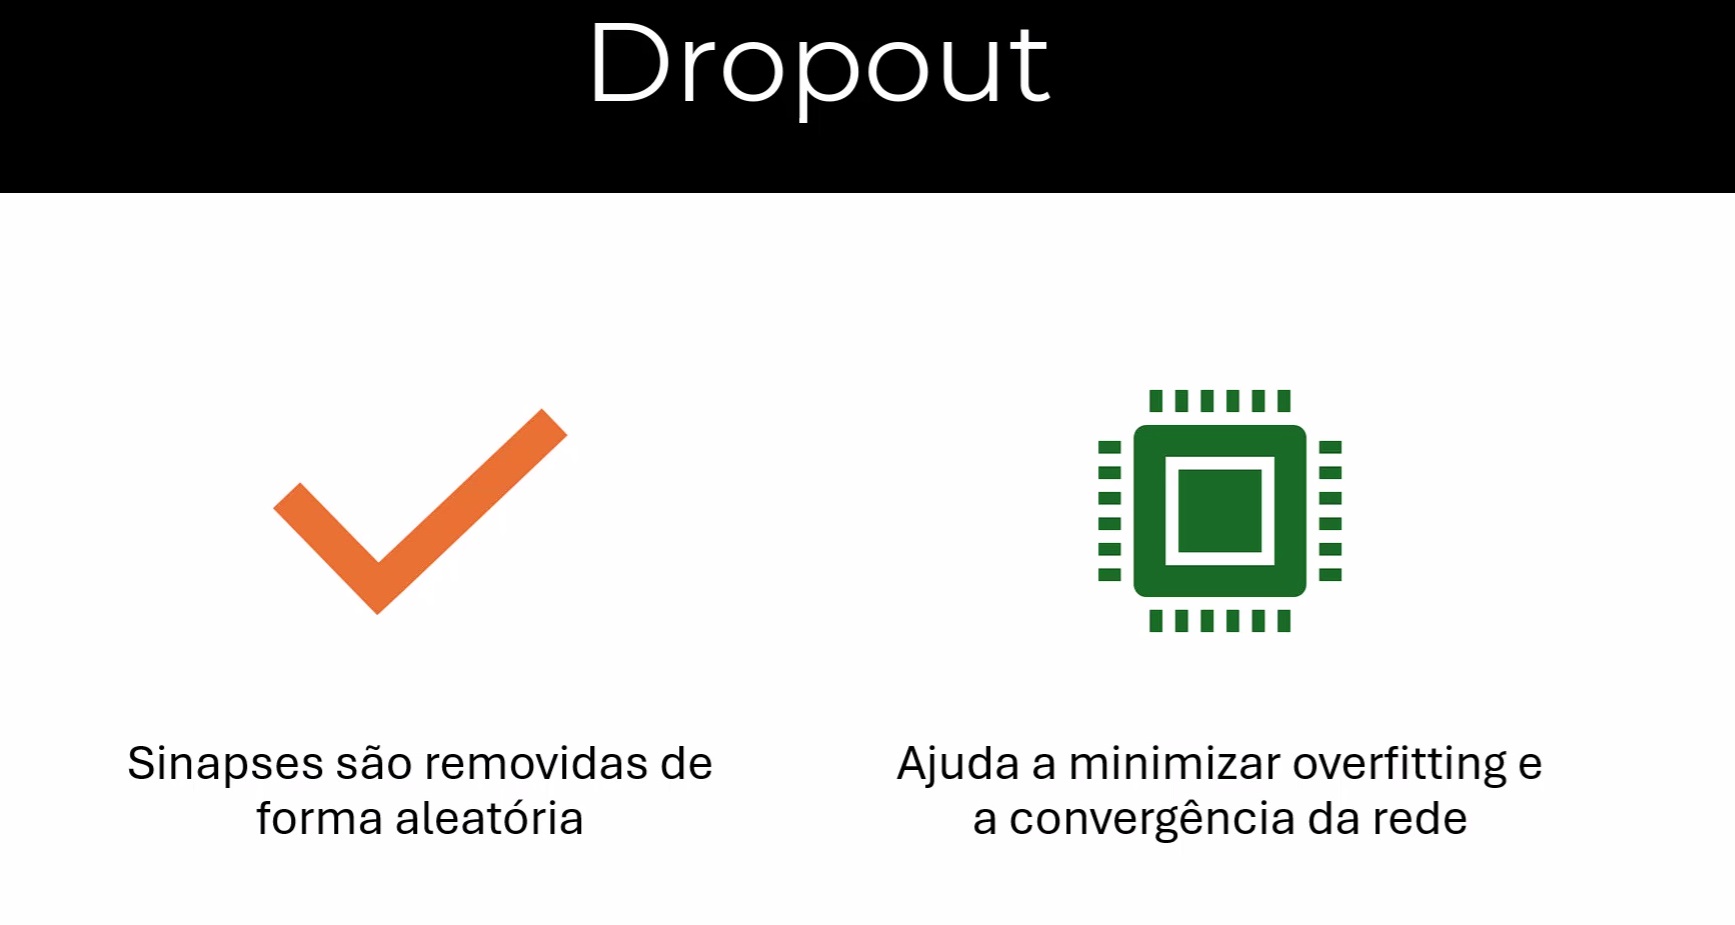 Dropout
Sinapses são removidas de
forma aleatória
Ajuda a minimizar overfitting e
a convergência da rede